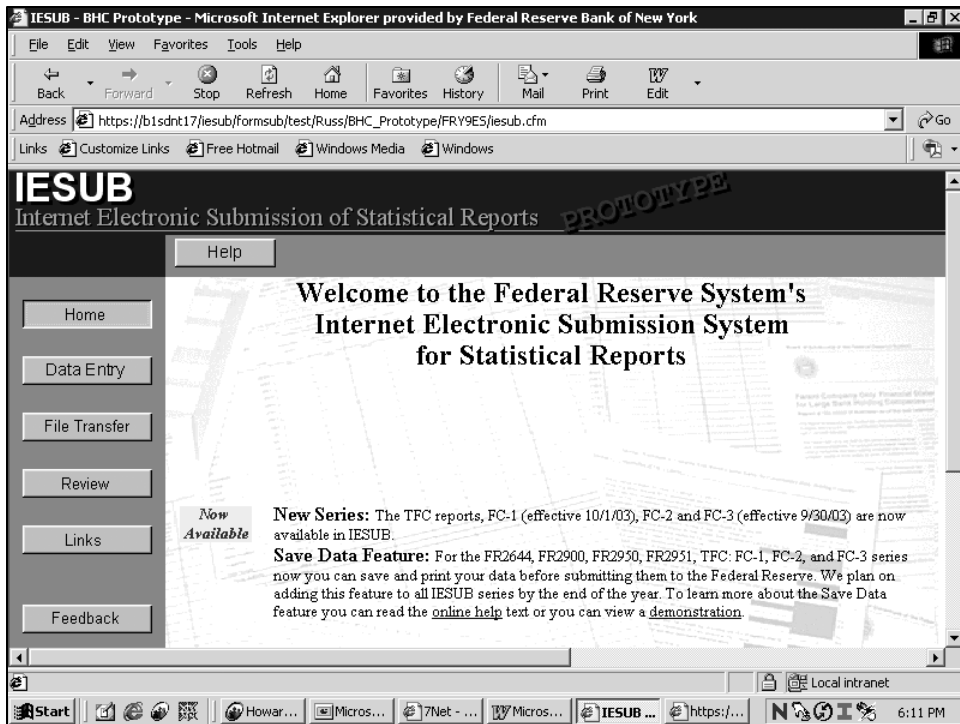 IESUB - BHC Prototype - Microsoft Internet Explorer provided by Federal Reserve Bank of New York
File Edit View Favorites Tools Help
Back Forward Stop Refresh Home Favorites History Mail Print Edit
Address https://b1sdnt17/iesub/formsub/test/Russ/BHC_Prototype/FRY9ES/iesub.cfm Go
Links Customize Links Free Hotmail Windows Media Windows
IESUB
Internet Electronic Submission of Statistical Reports PROTOTYPE
Help
Home
Data Entry
File Transfer
Review
Links
Feedback
Welcome to the Federal Reserve System's
Internet Electronic Submission System
for Statistical Reports
Now
Available
New Series: The TFC reports, FC-1 (effective 10/1/03), FC-2 and FC-3 (effective 9/30/03) are now
available in IESUB.
Save Data Feature: For the FR2644, FR2900, FR2950, FR2951, TFC: FC-1, FC-2, and FC-3 series
now you can save and print your data before submitting them to the Federal Reserve. We plan on
adding this feature to all IESUB series by the end of the year. To learn more about the Save Data
feature you can read the online help text or you can view a demonstration.
Local intranet
Start Howar... Micros... 7Net - ... Micros... IESUB ... https:/... 6:11 PM